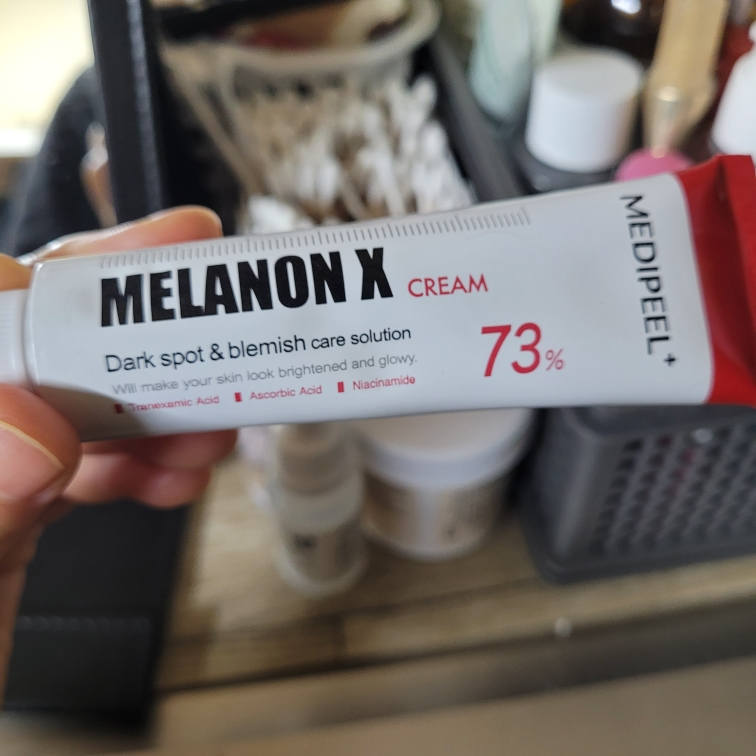 MELANON X CREAM
Dark spot & blemish care solution
Will make your skin look brightened and glowy.
Tranexamic Acid Ascorbic Acid Niacinamide
73%
MEDIPEEL+